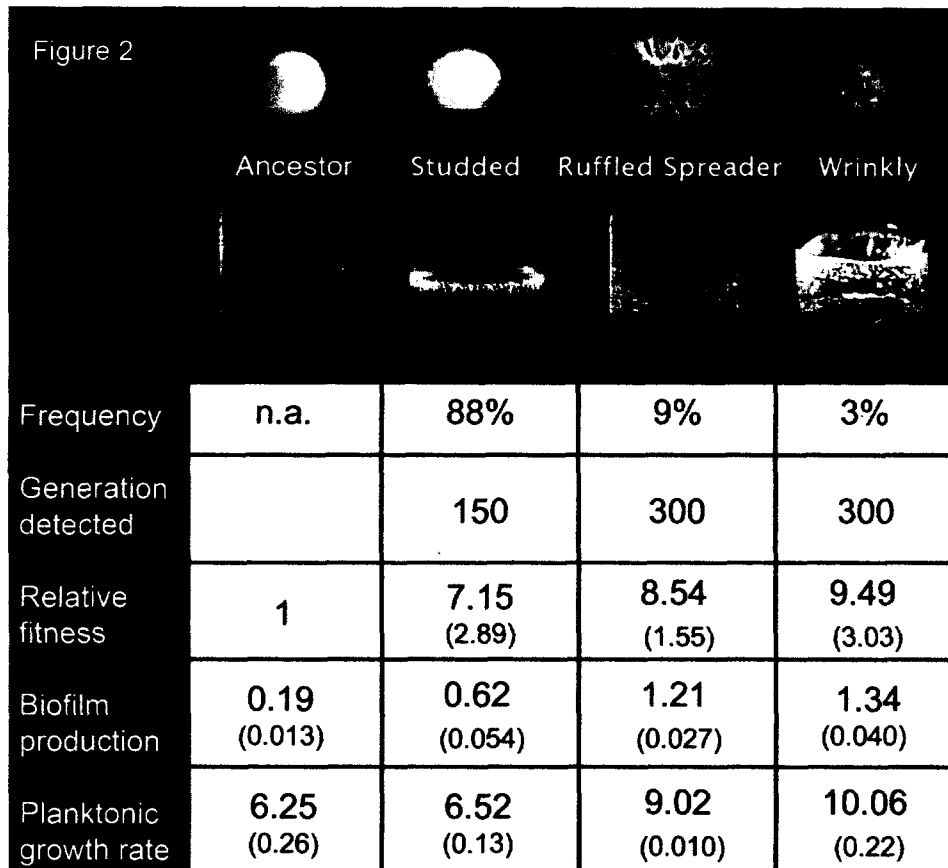 Figure 2
Ancestor Studded Ruffled Spreader Wrinkly
Frequency n.a. 88% 9% 3%
Generation
detected 150 300 300
Relative
fitness 1 7.15 8.54 9.49
(2.89) (1.55) (3.03)
Biofilm
production 0.19 0.62 1.21 1.34
(0.013) (0.054) (0.027) (0.040)
Planktonic
growth rate 6.25 6.52 9.02 10.06
(0.26) (0.13) (0.010) (0.22)